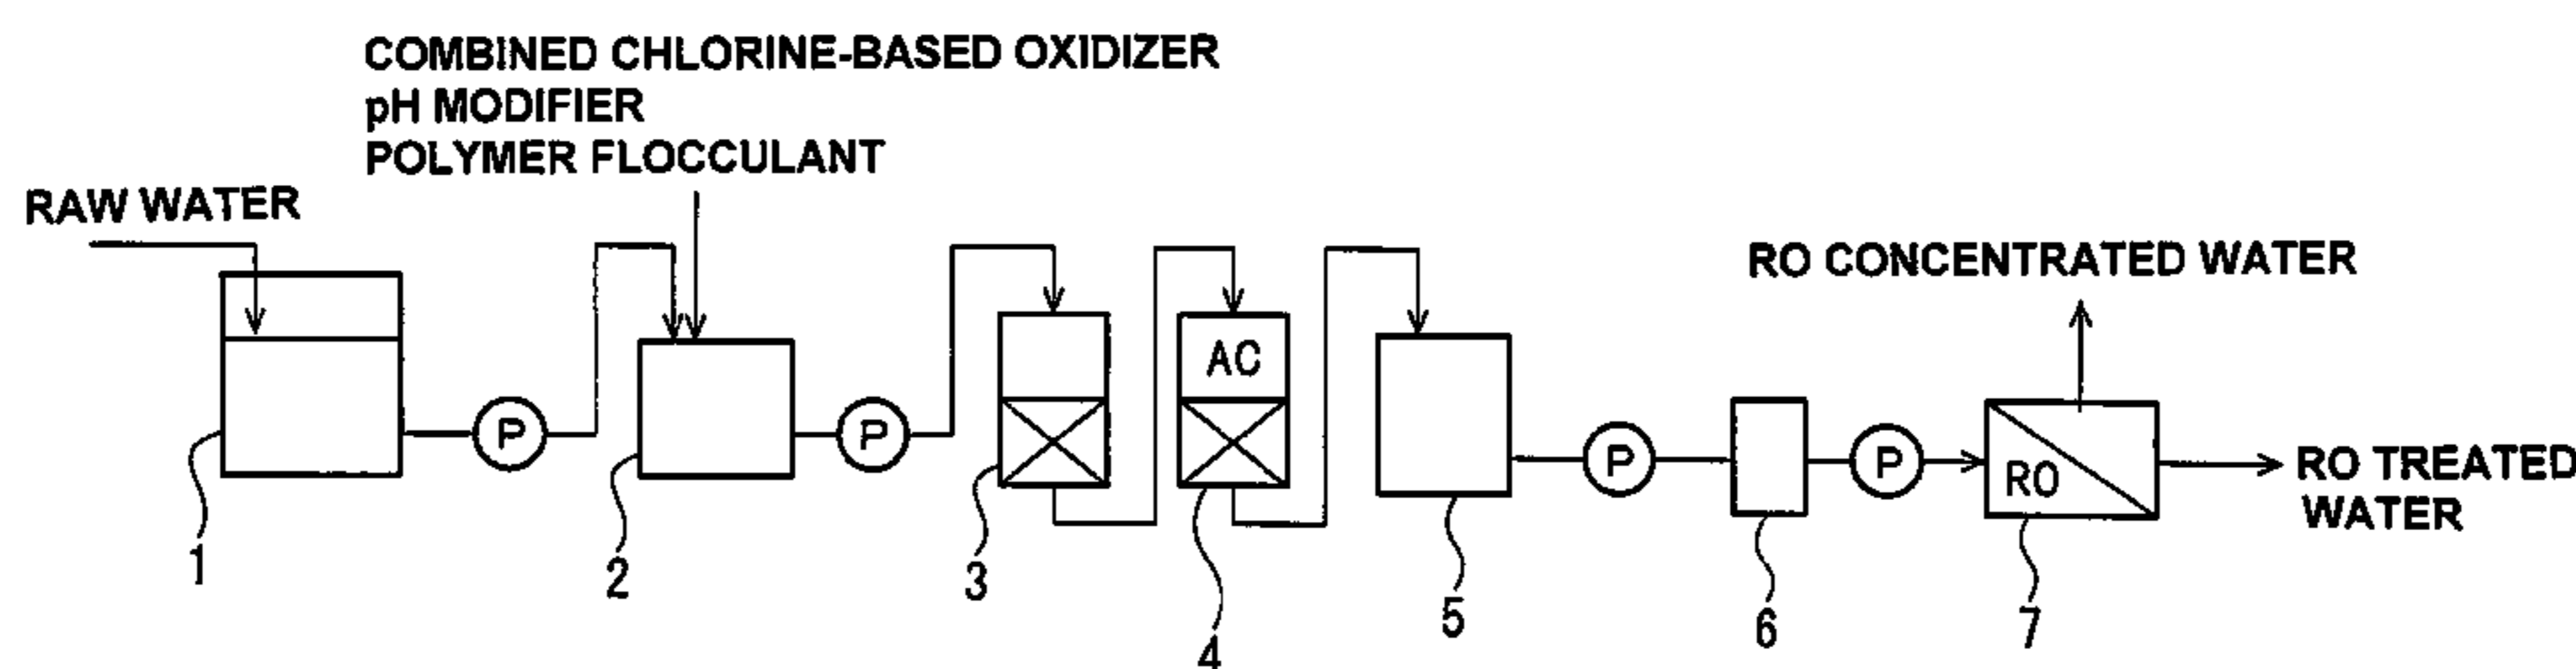 COMBINED CHLORINE-BASED OXIDIZER
pH MODIFIER
POLYMER FLOCCULANT
RAW WATER
RO CONCENTRATED WATER
AC
P
P
P
P
RO
RO TREATED
WATER
1
2
3
4
5
6
7